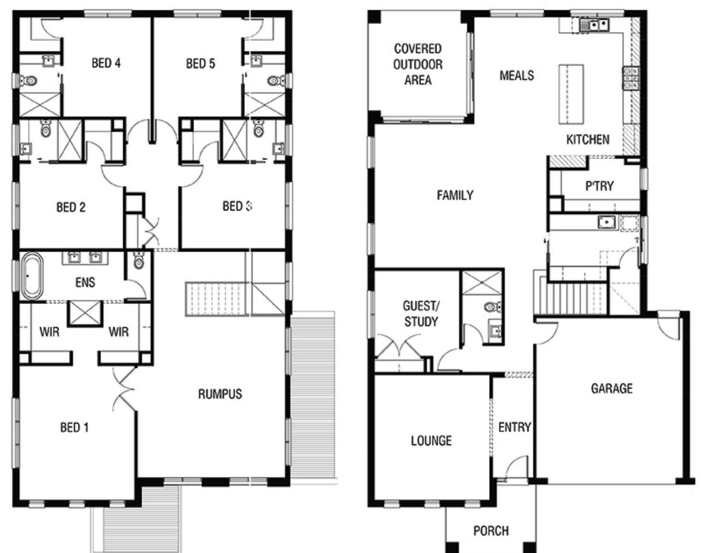 BED 4
BED 5
BED 2
BED 3
ENS
WIR
WIR
RUMPUS
BED 1
COVERED
OUTDOOR
AREA
MEALS
KITCHEN
P'TRY
FAMILY
GUEST/
STUDY
GARAGE
LOUNGE
ENTRY
PORCH